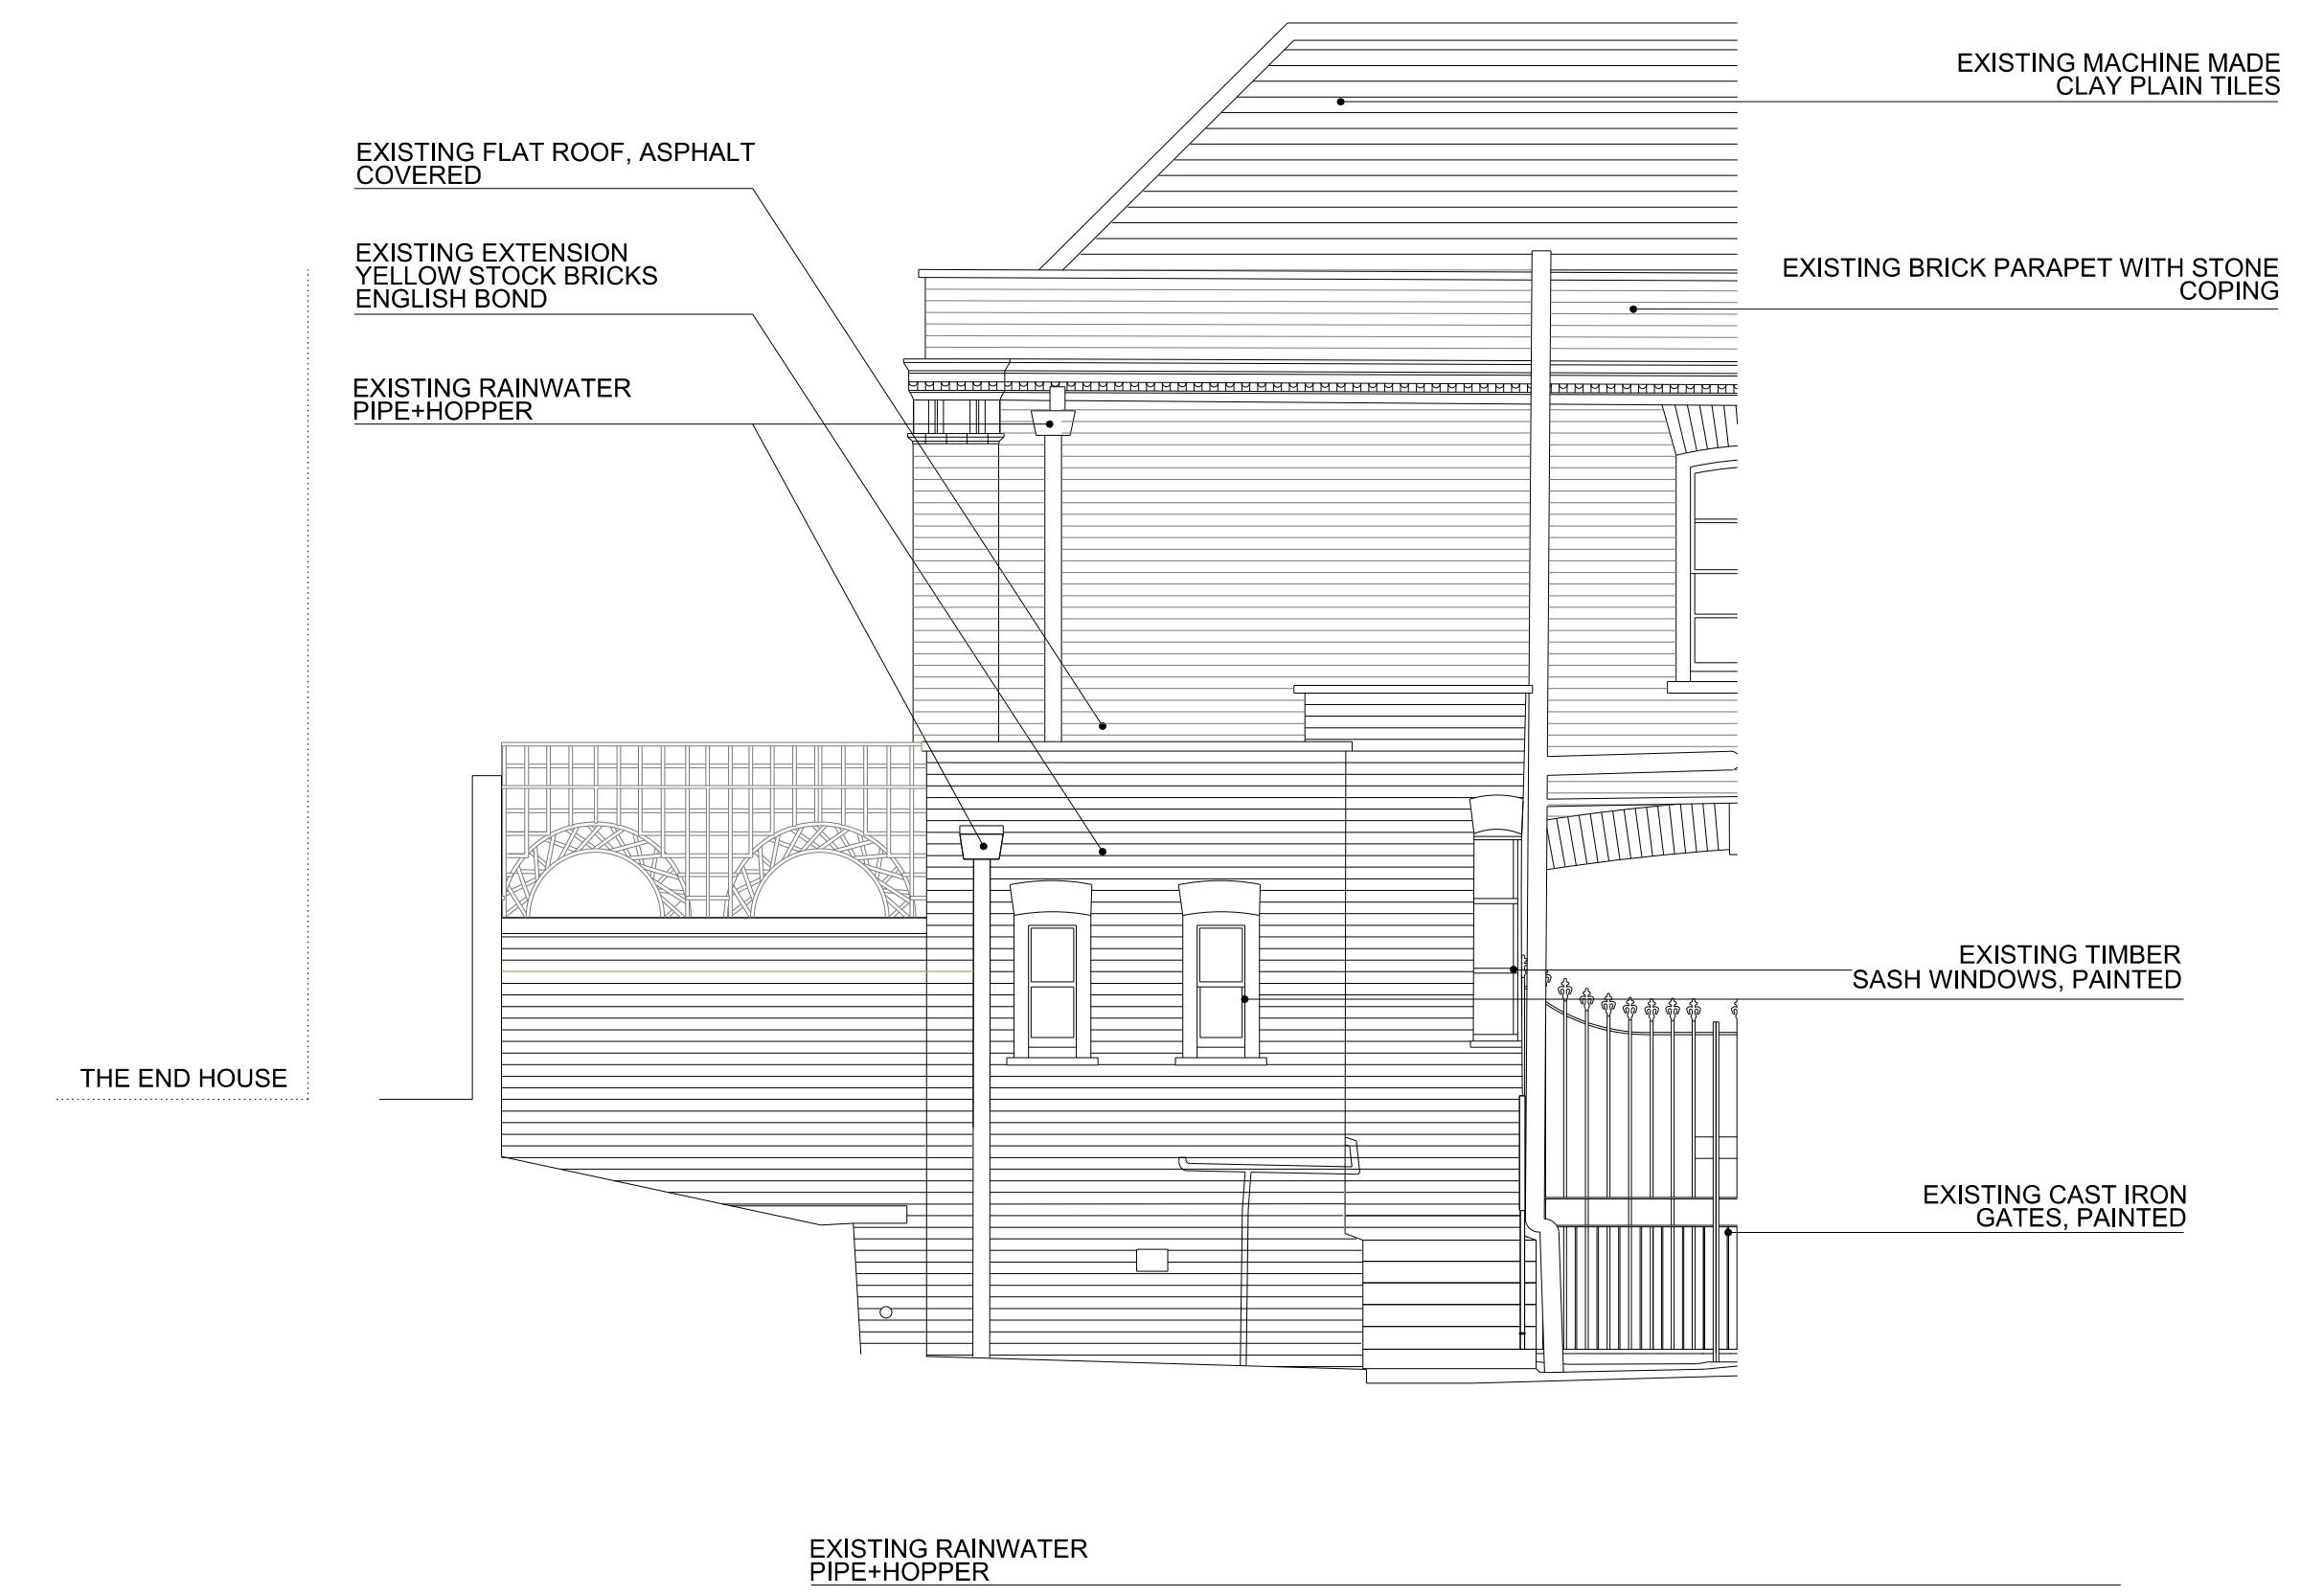 EXISTING MACHINE MADE
CLAY PLAIN TILES
EXISTING FLAT ROOF, ASPHALT
COVERED
EXISTING EXTENSION
YELLOW STOCK BRICKS
ENGLISH BOND
EXISTING BRICK PARAPET WITH STONE
COPING
EXISTING RAINWATER
PIPE+HOPPER
EXISTING TIMBER
SASH WINDOWS, PAINTED
THE END HOUSE
EXISTING CAST IRON
GATES, PAINTED
EXISTING RAINWATER
PIPE+HOPPER